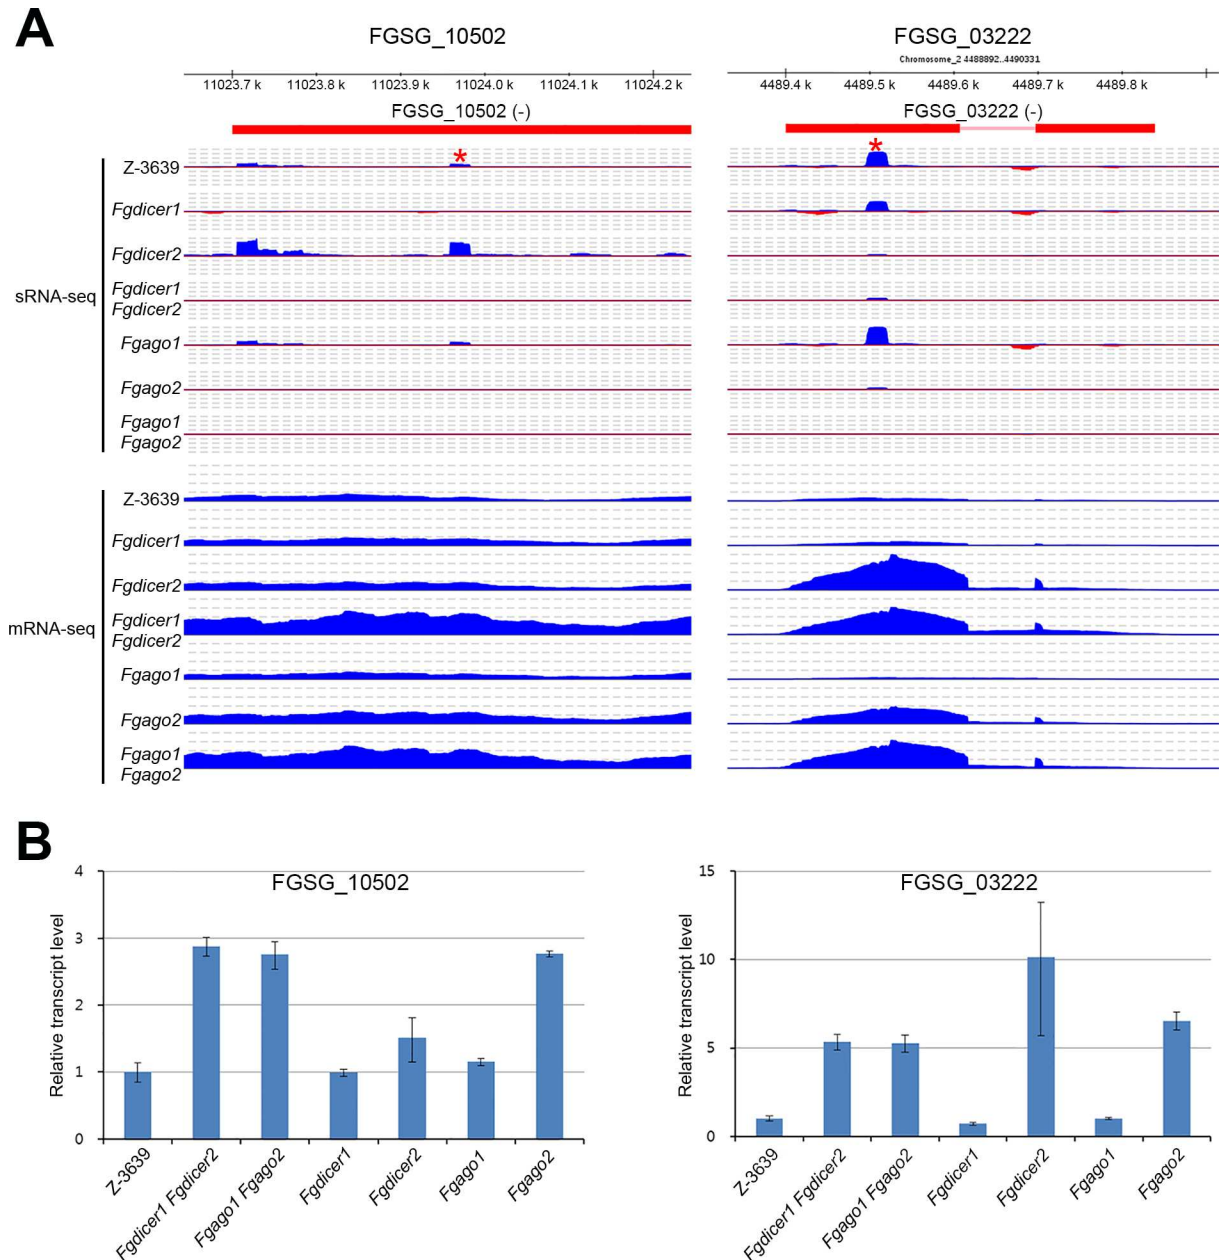 A
FGSG_10502
FGSG_03222
Chromosome_2 4488892..4490331
11023.7 k 11023.8 k 11023.9 k 11024.0 k 11024.1 k 11024.2 k
4489.4 k 4489.5 k 4489.6 k 4489.7 k 4489.8 k
FGSG_10502 (-)
FGSG_03222 (-)
*
*
sRNA-seq
Z-3639
Fgdicer1
Fgdicer2
Fgdicer1
Fgdicer2
Fgago1
Fgago2
Fgago1
Fgago2
mRNA-seq
Z-3639
Fgdicer1
Fgdicer2
Fgdicer1
Fgdicer2
Fgago1
Fgago2
Fgago1
Fgago2
B
FGSG_10502
Relative transcript level
4
3
2
1
0
Z-3639
Fgdicer1 Fgdicer2
Fgago1 Fgago2
Fgdicer1
Fgdicer2
Fgago1
Fgago2
FGSG_03222
Relative transcript level
15
10
5
0
Z-3639
Fgdicer1 Fgdicer2
Fgago1 Fgago2
Fgdicer1
Fgdicer2
Fgago1
Fgago2